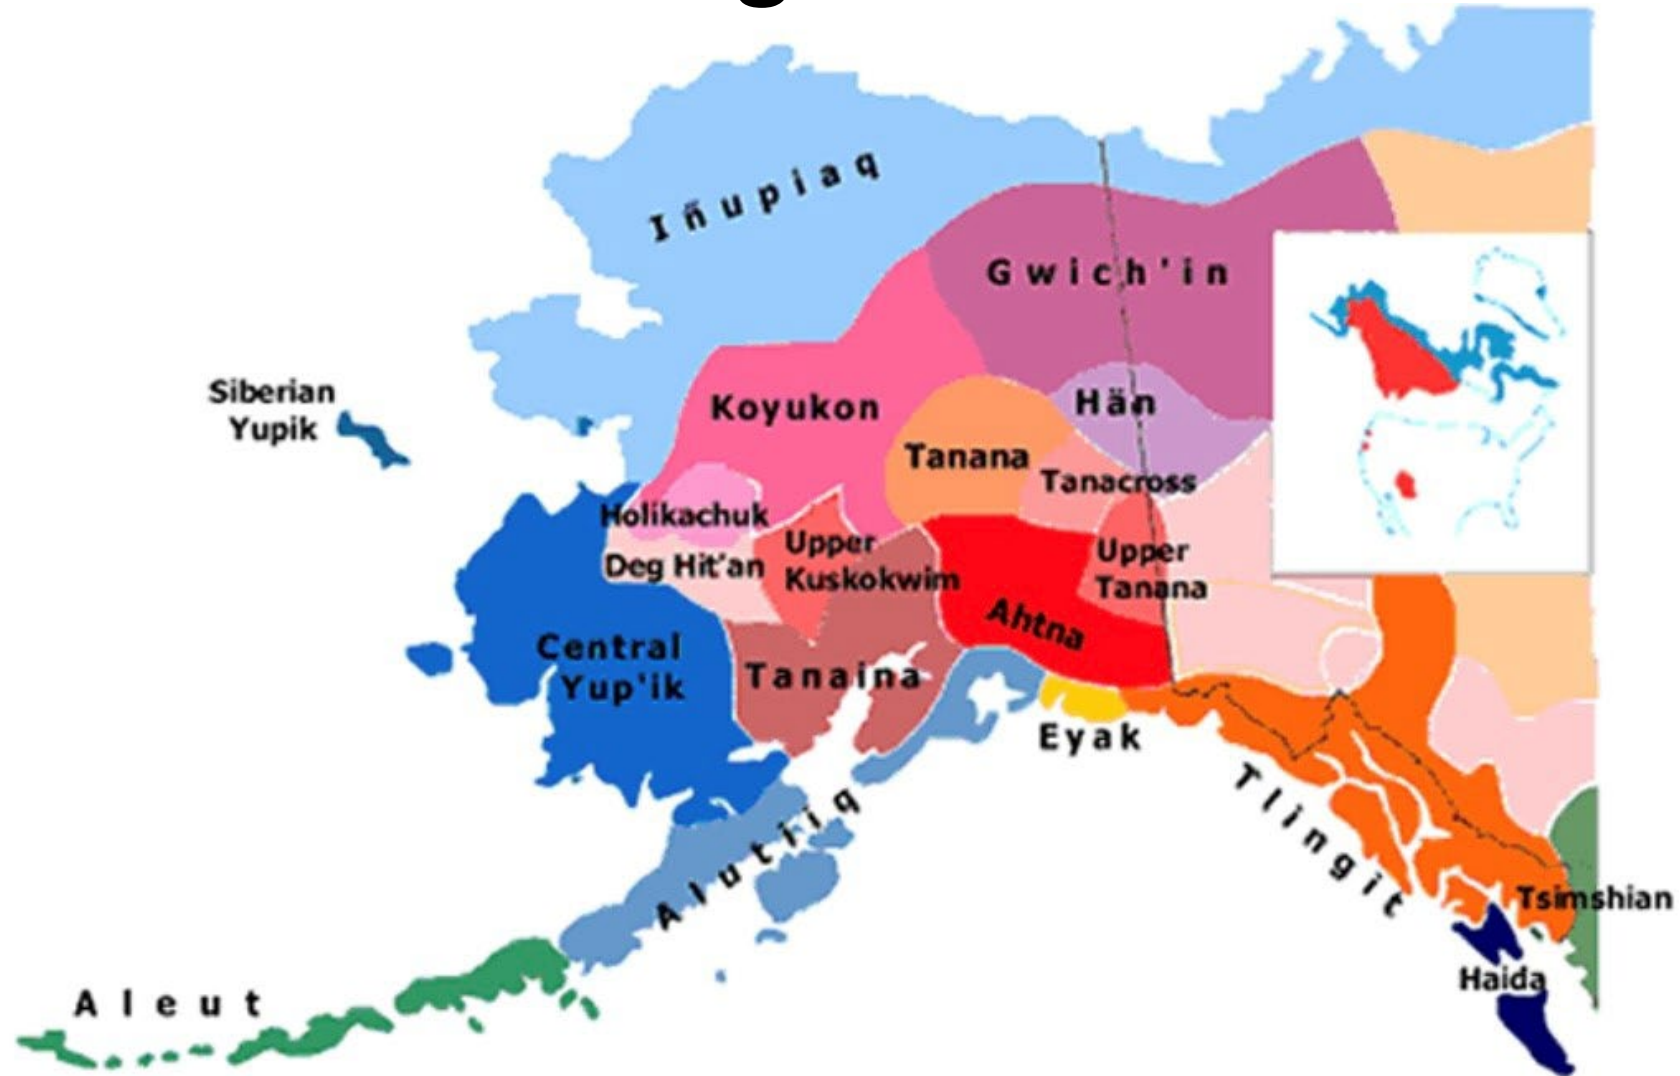 Iñupiaq
Gwich'in
Siberian
Yupik
Koyukon
Hän
Tanana
Tanacross
Holikachuk
Deg Hit'an
Upper
Kuskokwim
Upper
Tanana
Ahtna
Central
Yup'ik
Tanaina
Eyak
Alutiiq
Tlingit
Tsimshian
Haida
Aleut